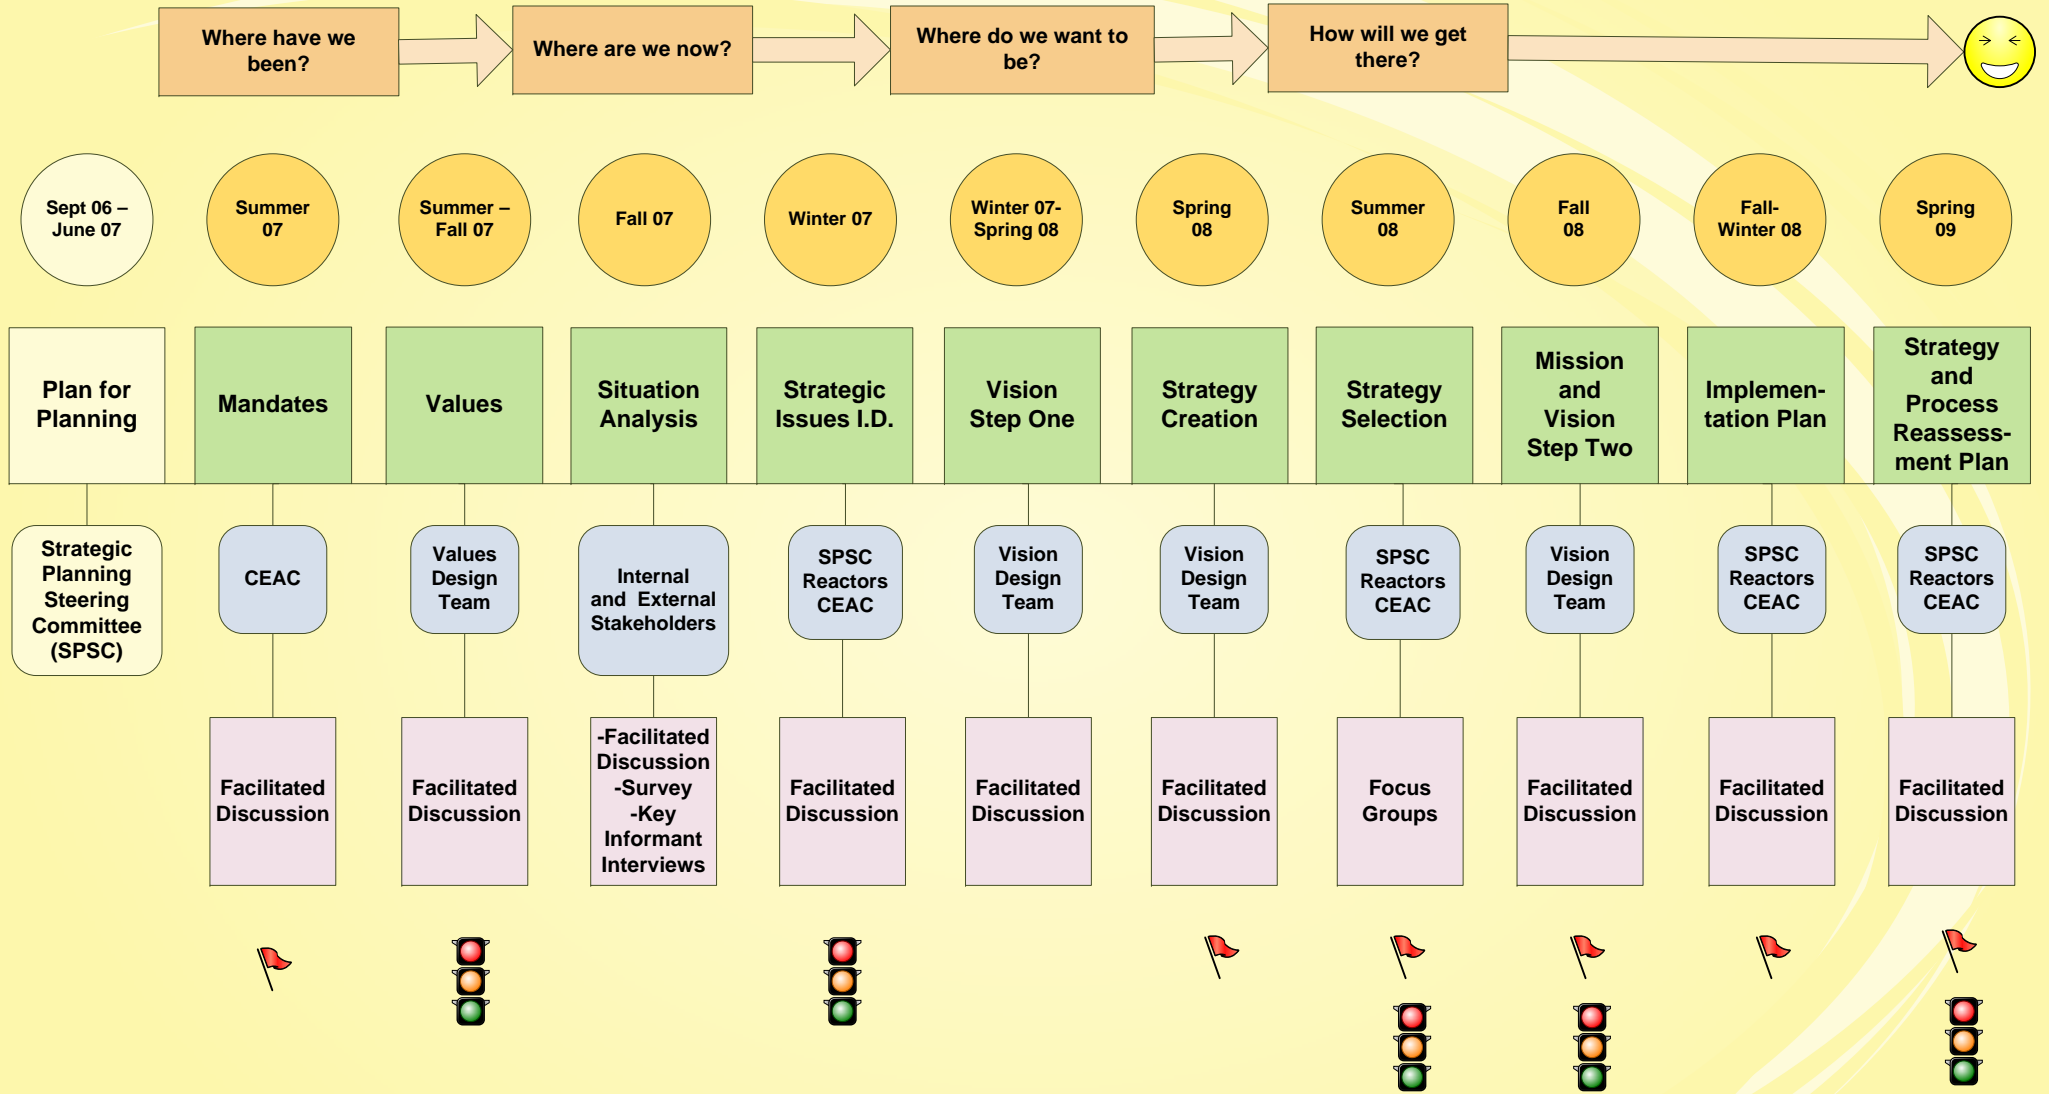 Where have we
been?
Where are we now?
Where do we want to
be?
How will we get
there?
Sept 06 –
June 07
Summer
07
Summer –
Fall 07
Fall 07
Winter 07
Winter 07-
Spring 08
Spring
08
Summer
08
Fall
08
Fall-
Winter 08
Spring
09
Plan for
Planning
Mandates
Values
Situation
Analysis
Strategic
Issues I.D.
Vision
Step One
Strategy
Creation
Strategy
Selection
Mission
and
Vision
Step Two
Implemen-
tation Plan
Strategy
and
Process
Reassess-
ment Plan
Strategic
Planning
Steering
Committee
(SPSC)
CEAC
Values
Design
Team
Internal
and External
Stakeholders
SPSC
Reactors
CEAC
Vision
Design
Team
Vision
Design
Team
SPSC
Reactors
CEAC
Vision
Design
Team
SPSC
Reactors
CEAC
SPSC
Reactors
CEAC
Facilitated
Discussion
Facilitated
Discussion
-Facilitated
Discussion
-Survey
-Key
Informant
Interviews
Facilitated
Discussion
Facilitated
Discussion
Facilitated
Discussion
Focus
Groups
Facilitated
Discussion
Facilitated
Discussion
Facilitated
Discussion